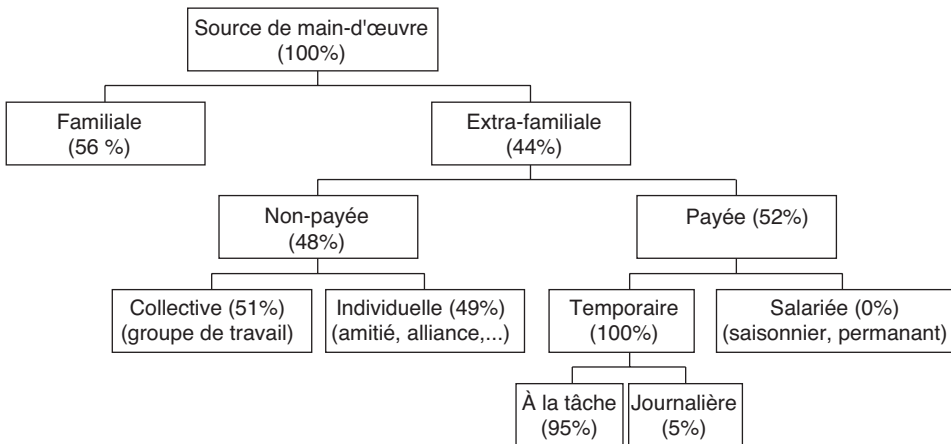 Source de main-d'œuvre
(100%)
Familiale
(56 %)
Extra-familiale
(44%)
Non-payée
(48%)
Payée (52%)
Collective (51%)
(groupe de travail)
Individuelle (49%)
(amitié, alliance,...)
Temporaire
(100%)
Salariée (0%)
(saisonnier, permanant)
À la tâche
(95%)
Journalière
(5%)